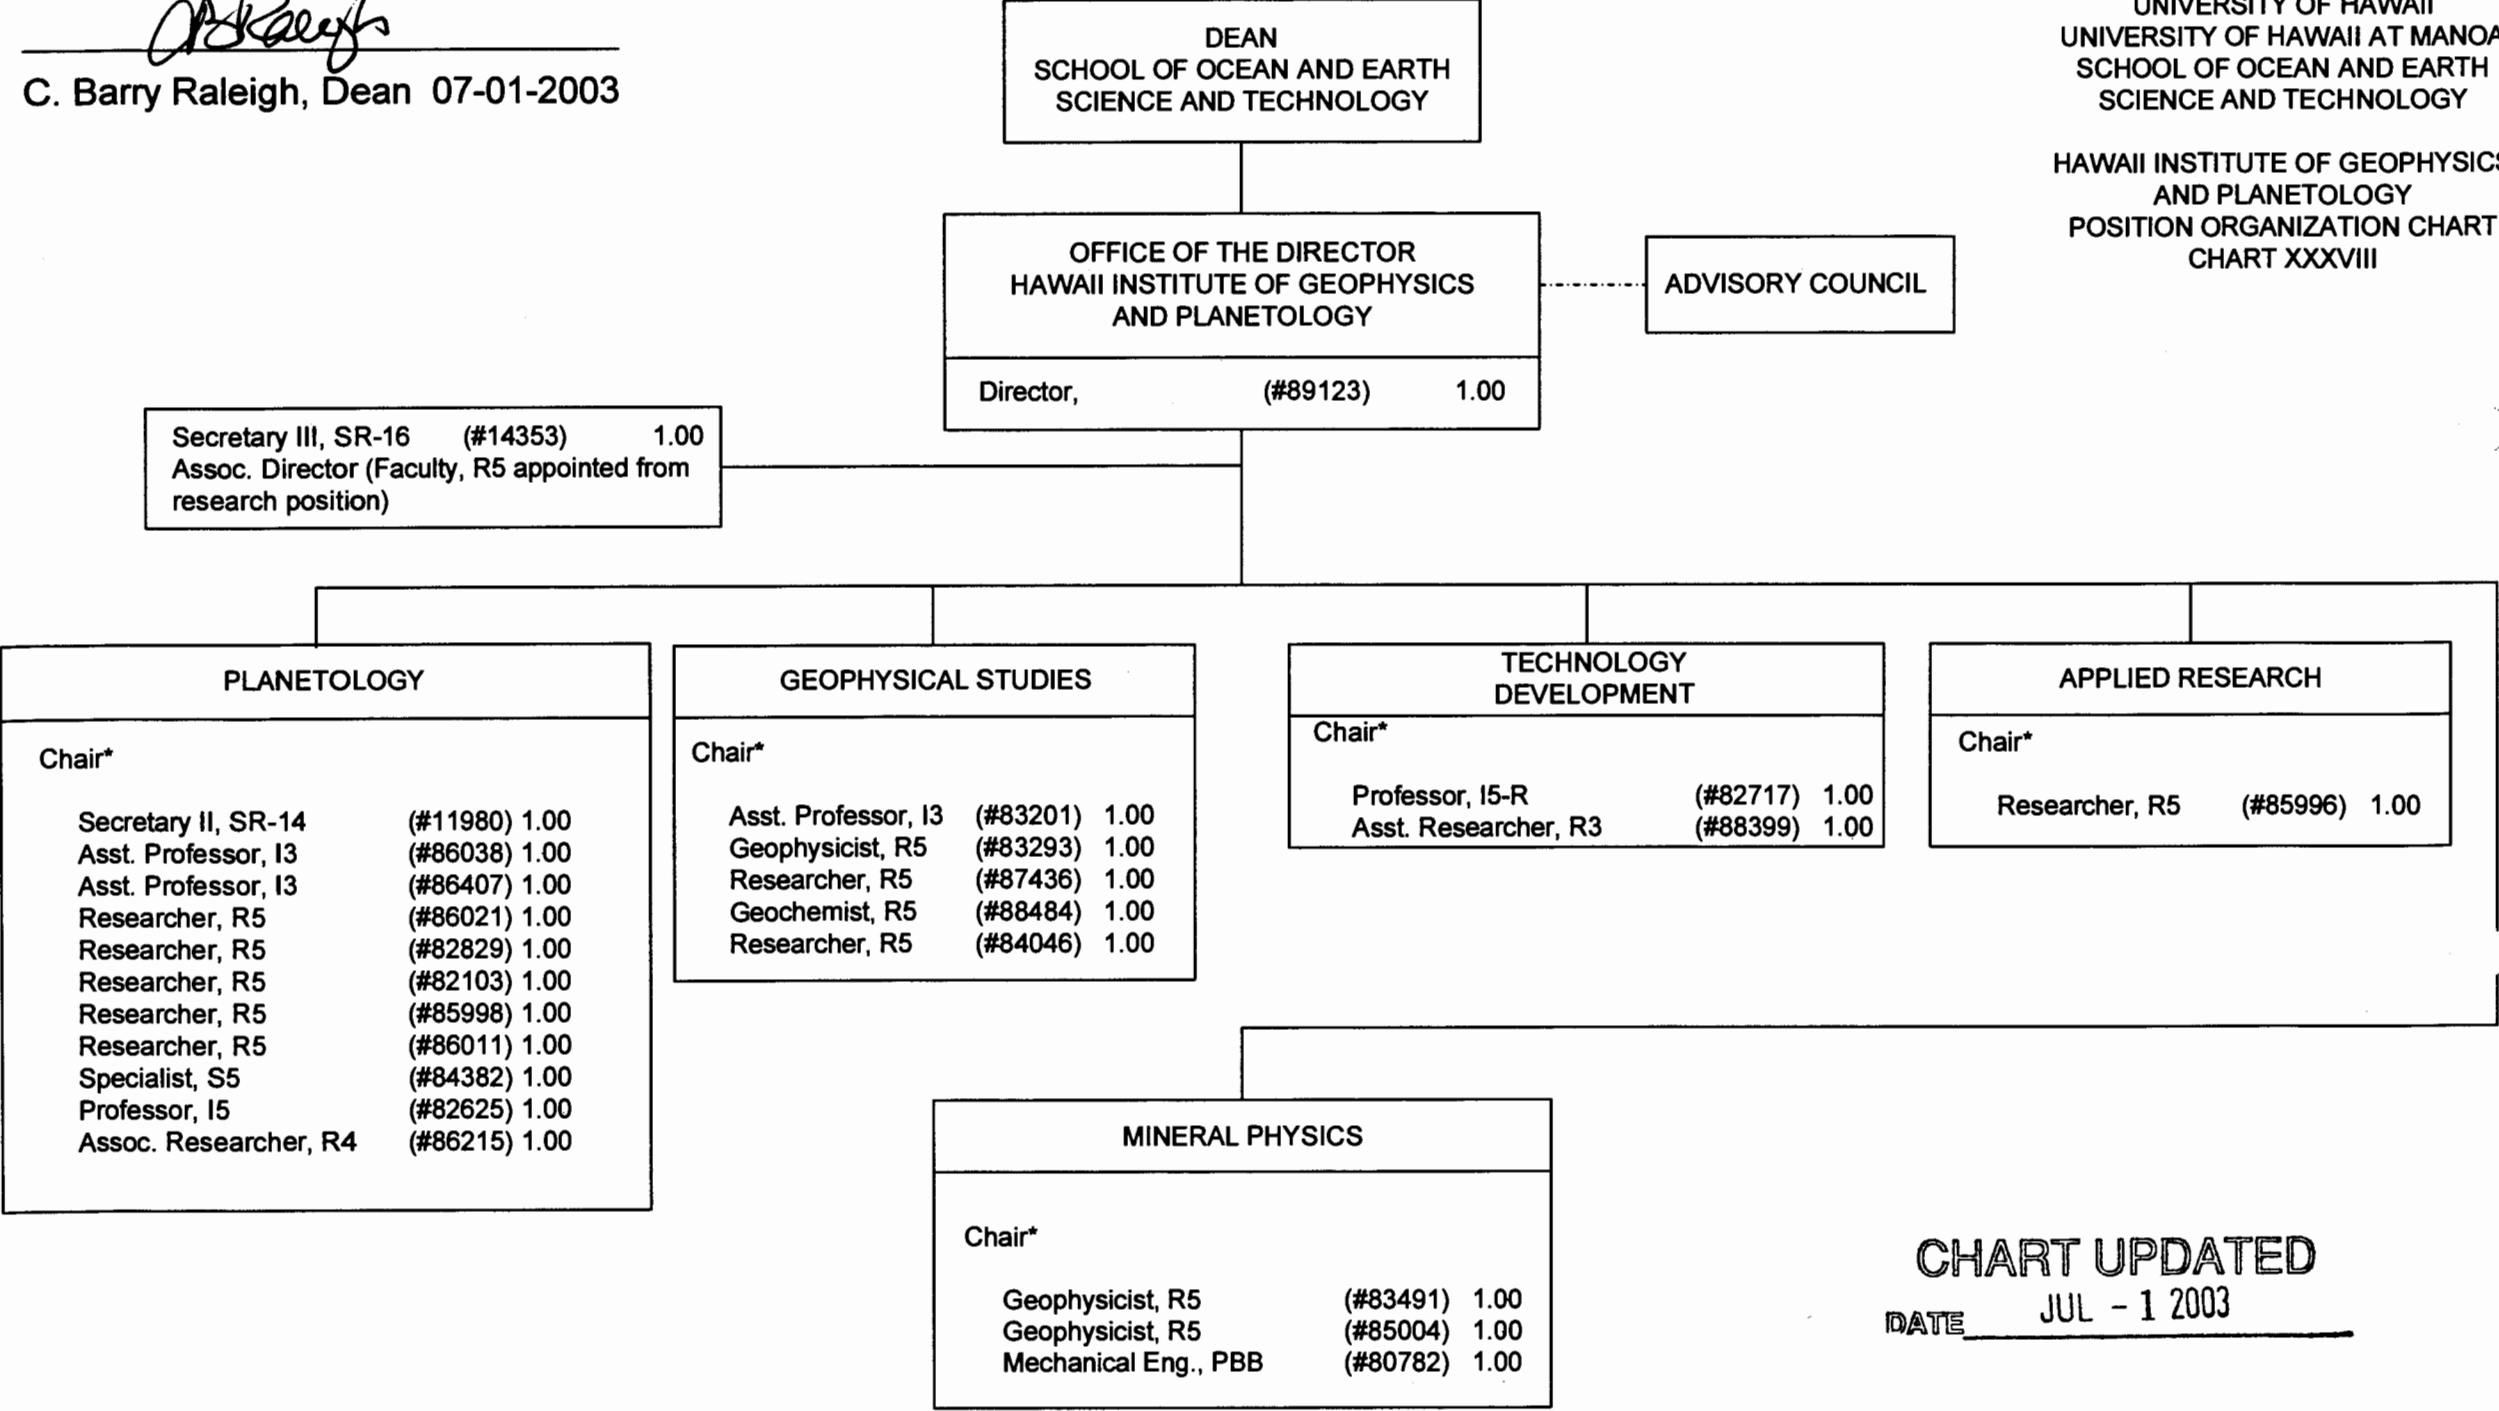 C. Barry Raleigh, Dean 07-01-2003
DEAN
SCHOOL OF OCEAN AND EARTH
SCIENCE AND TECHNOLOGY
UNIVERSITY OF HAWAII
UNIVERSITY OF HAWAII AT MANOA
SCHOOL OF OCEAN AND EARTH
SCIENCE AND TECHNOLOGY
HAWAII INSTITUTE OF GEOPHYSICS
AND PLANETOLOGY
POSITION ORGANIZATION CHART
CHART XXXVIII
OFFICE OF THE DIRECTOR
HAWAII INSTITUTE OF GEOPHYSICS
AND PLANETOLOGY
Director, (#89123) 1.00
ADVISORY COUNCIL
Secretary III, SR-16 (#14353) 1.00
Assoc. Director (Faculty, R5 appointed from
research position)
PLANETOLOGY
Chair*
Secretary II, SR-14 (#11980) 1.00
Asst. Professor, I3 (#86038) 1.00
Asst. Professor, I3 (#86407) 1.00
Researcher, R5 (#86021) 1.00
Researcher, R5 (#82829) 1.00
Researcher, R5 (#82103) 1.00
Researcher, R5 (#85998) 1.00
Researcher, R5 (#86011) 1.00
Specialist, S5 (#84382) 1.00
Professor, I5 (#82625) 1.00
Assoc. Researcher, R4 (#86215) 1.00
GEOPHYSICAL STUDIES
Chair*
Asst. Professor, I3 (#83201) 1.00
Geophysicist, R5 (#83293) 1.00
Researcher, R5 (#87436) 1.00
Geochemist, R5 (#88484) 1.00
Researcher, R5 (#84046) 1.00
TECHNOLOGY
DEVELOPMENT
Chair*
Professor, I5-R (#82717) 1.00
Asst. Researcher, R3 (#88399) 1.00
APPLIED RESEARCH
Chair*
Researcher, R5 (#85996) 1.00
MINERAL PHYSICS
Chair*
Geophysicist, R5 (#83491) 1.00
Geophysicist, R5 (#85004) 1.00
Mechanical Eng., PBB (#80782) 1.00
CHART UPDATED
DATE JUL - 1 2003